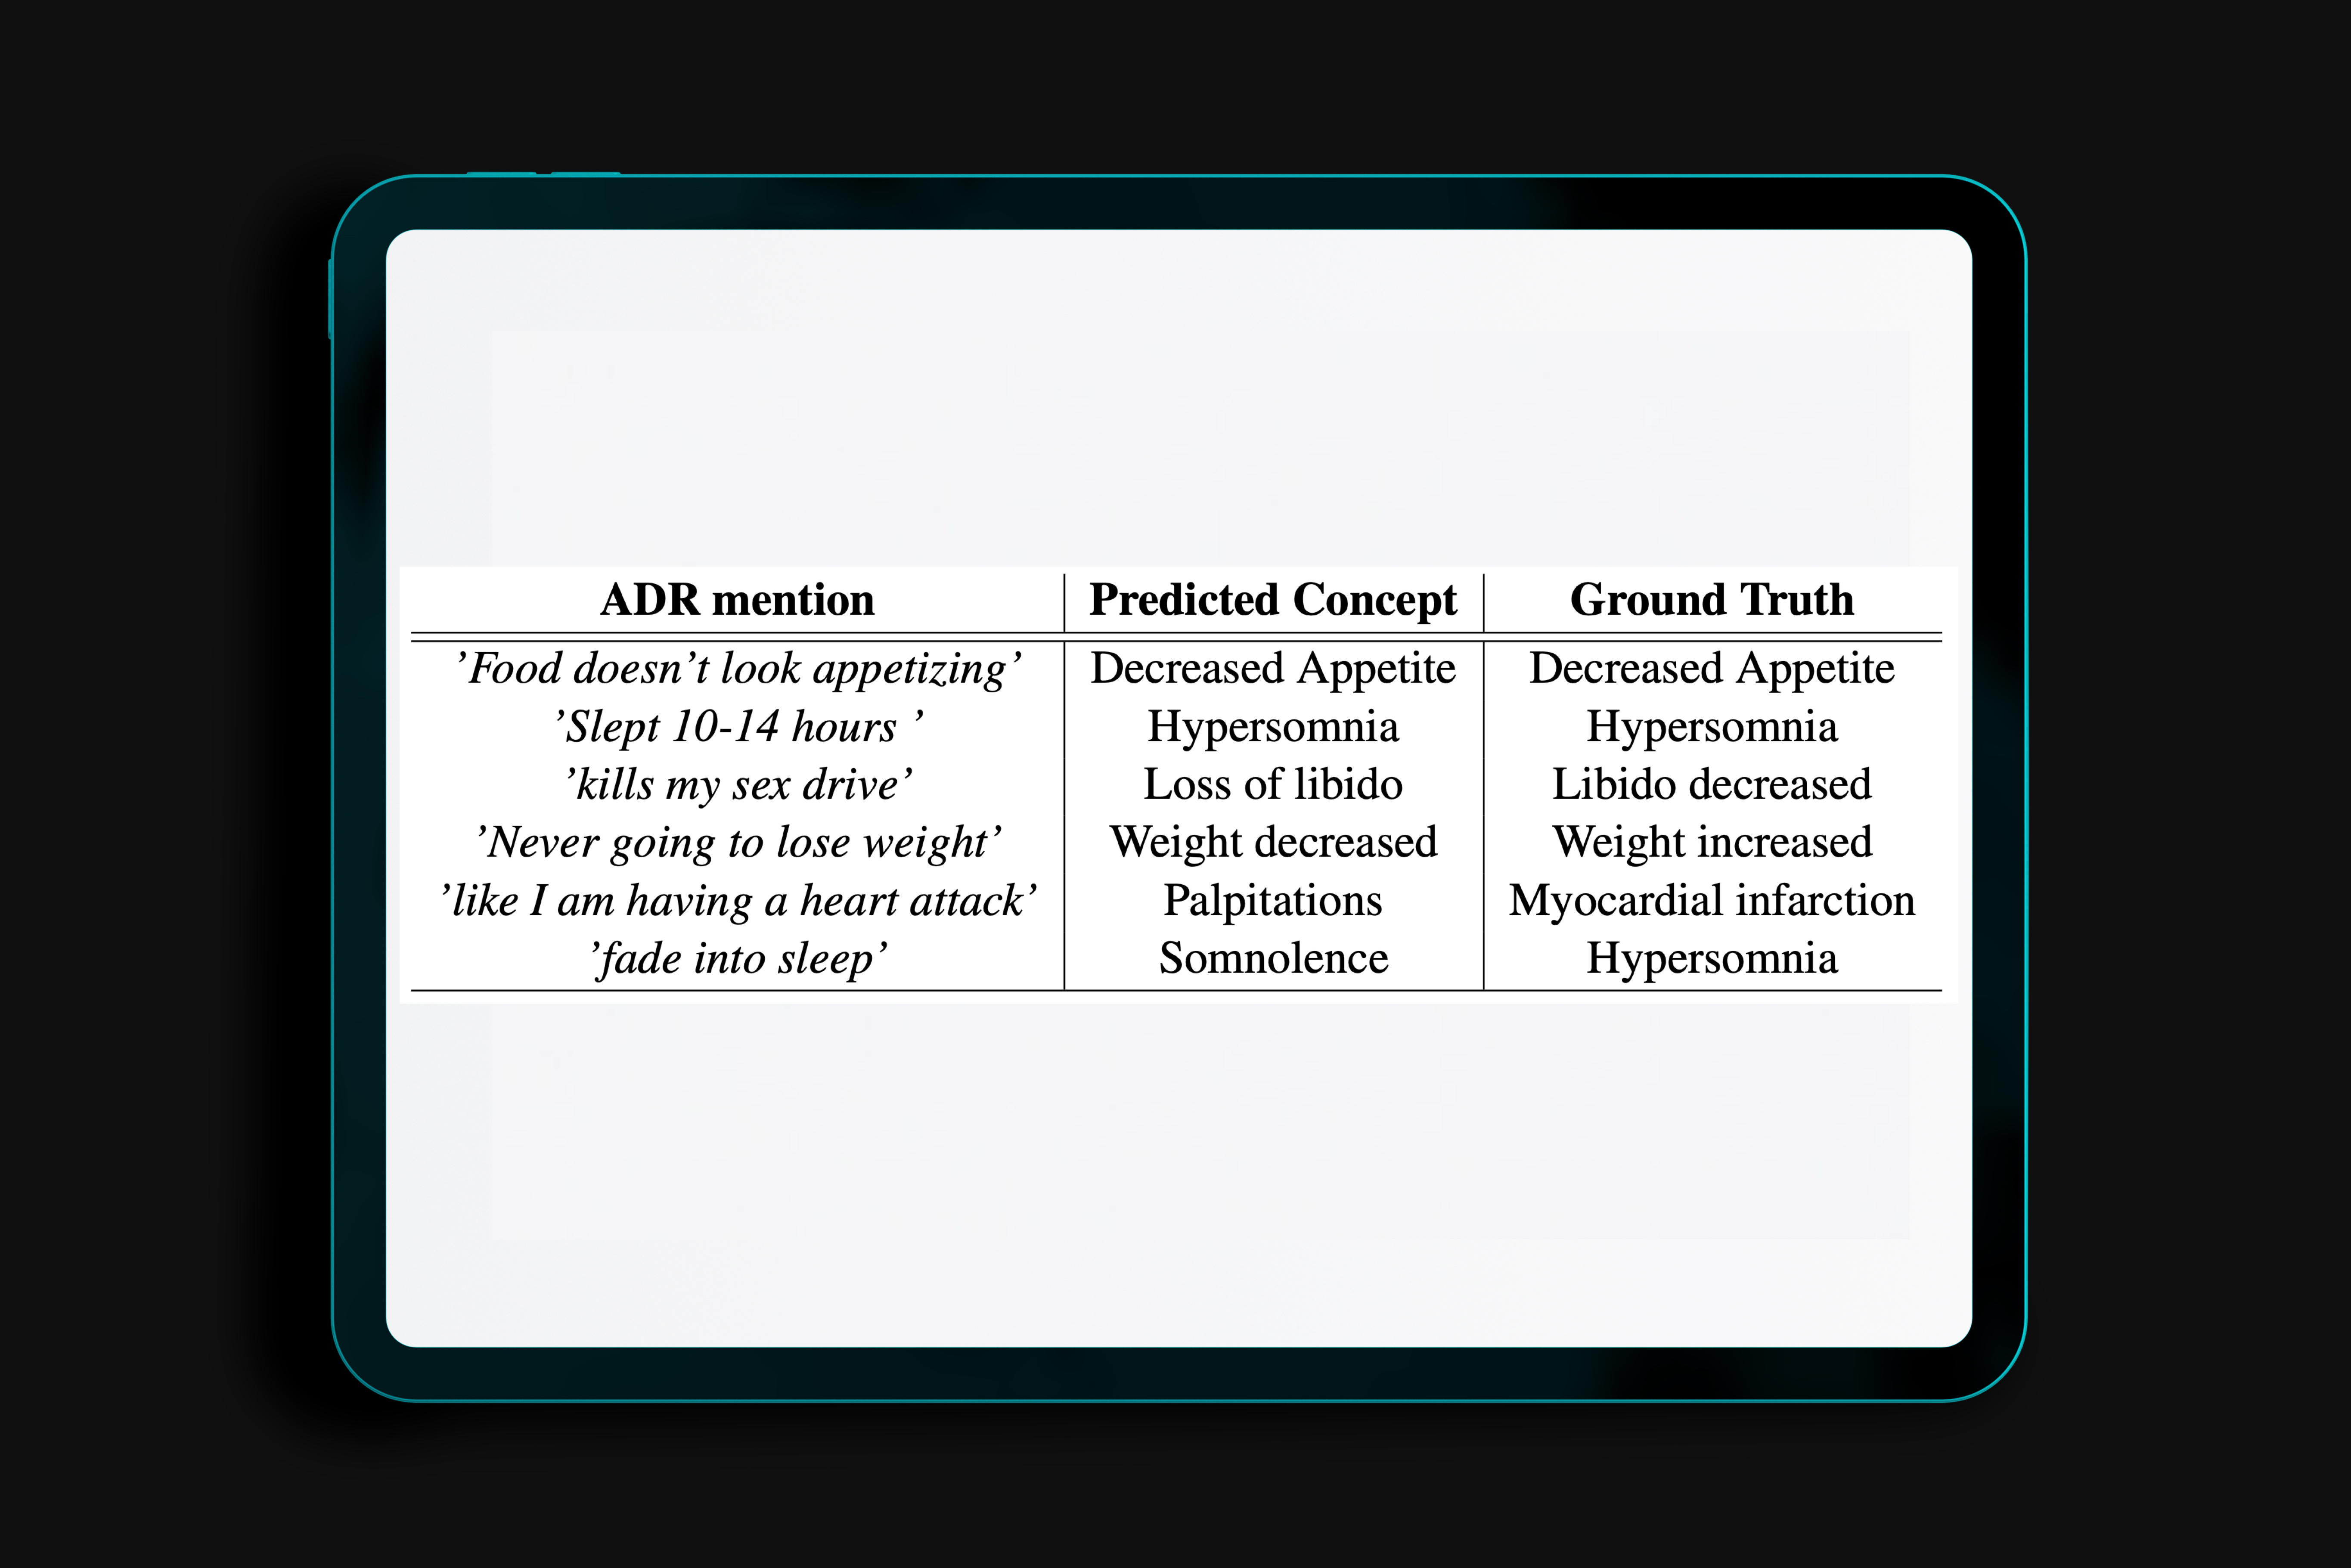 ADR mention Predicted Concept Ground Truth
’Food doesn’t look appetizing’ Decreased Appetite Decreased Appetite
’Slept 10-14 hours ’ Hypersomnia Hypersomnia
’kills my sex drive’ Loss of libido Libido decreased
’Never going to lose weight’ Weight decreased Weight increased
’like I am having a heart attack’ Palpitations Myocardial infarction
’fade into sleep’ Somnolence Hypersomnia